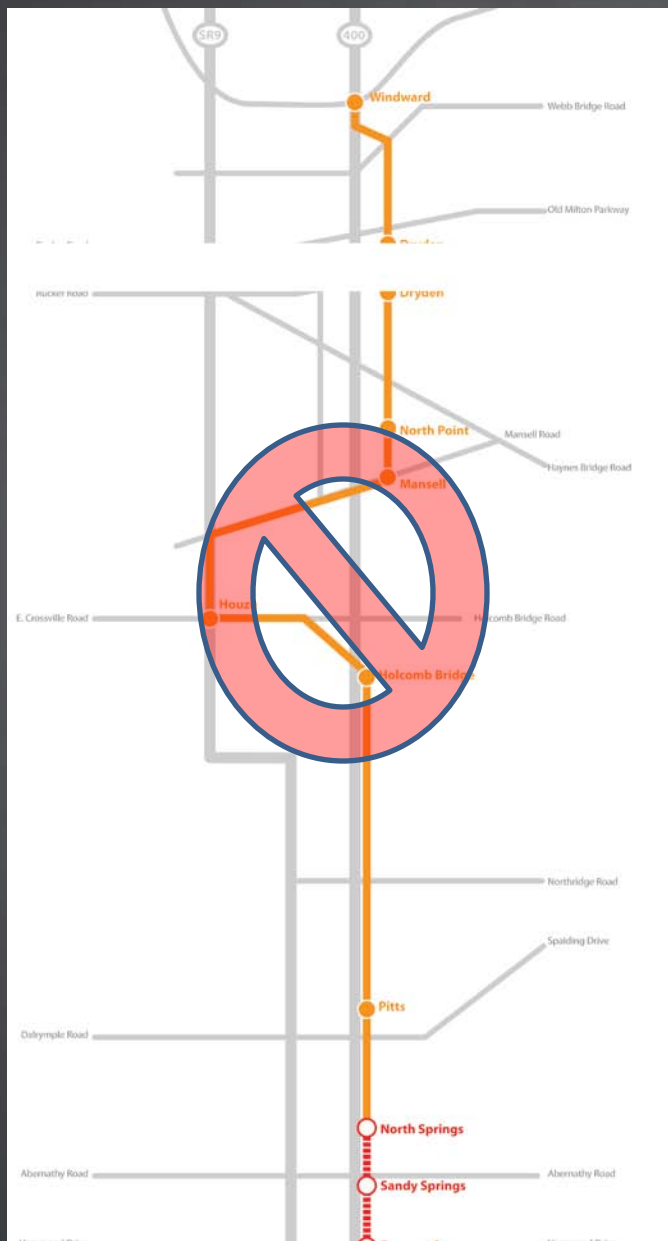 SR9
400
Windward
Webb Bridge Road
Old Milton Parkway
Rucker Road
Dryden
North Point
Mansell Road
Haynes Bridge Road
Mansell
Houze
E. Crossville Road
Holcomb Bridge Road
Holcomb Bridge
Northridge Road
Spalding Drive
Pitts
Dalrymple Road
North Springs
Abernathy Road
Abernathy Road
Sandy Springs